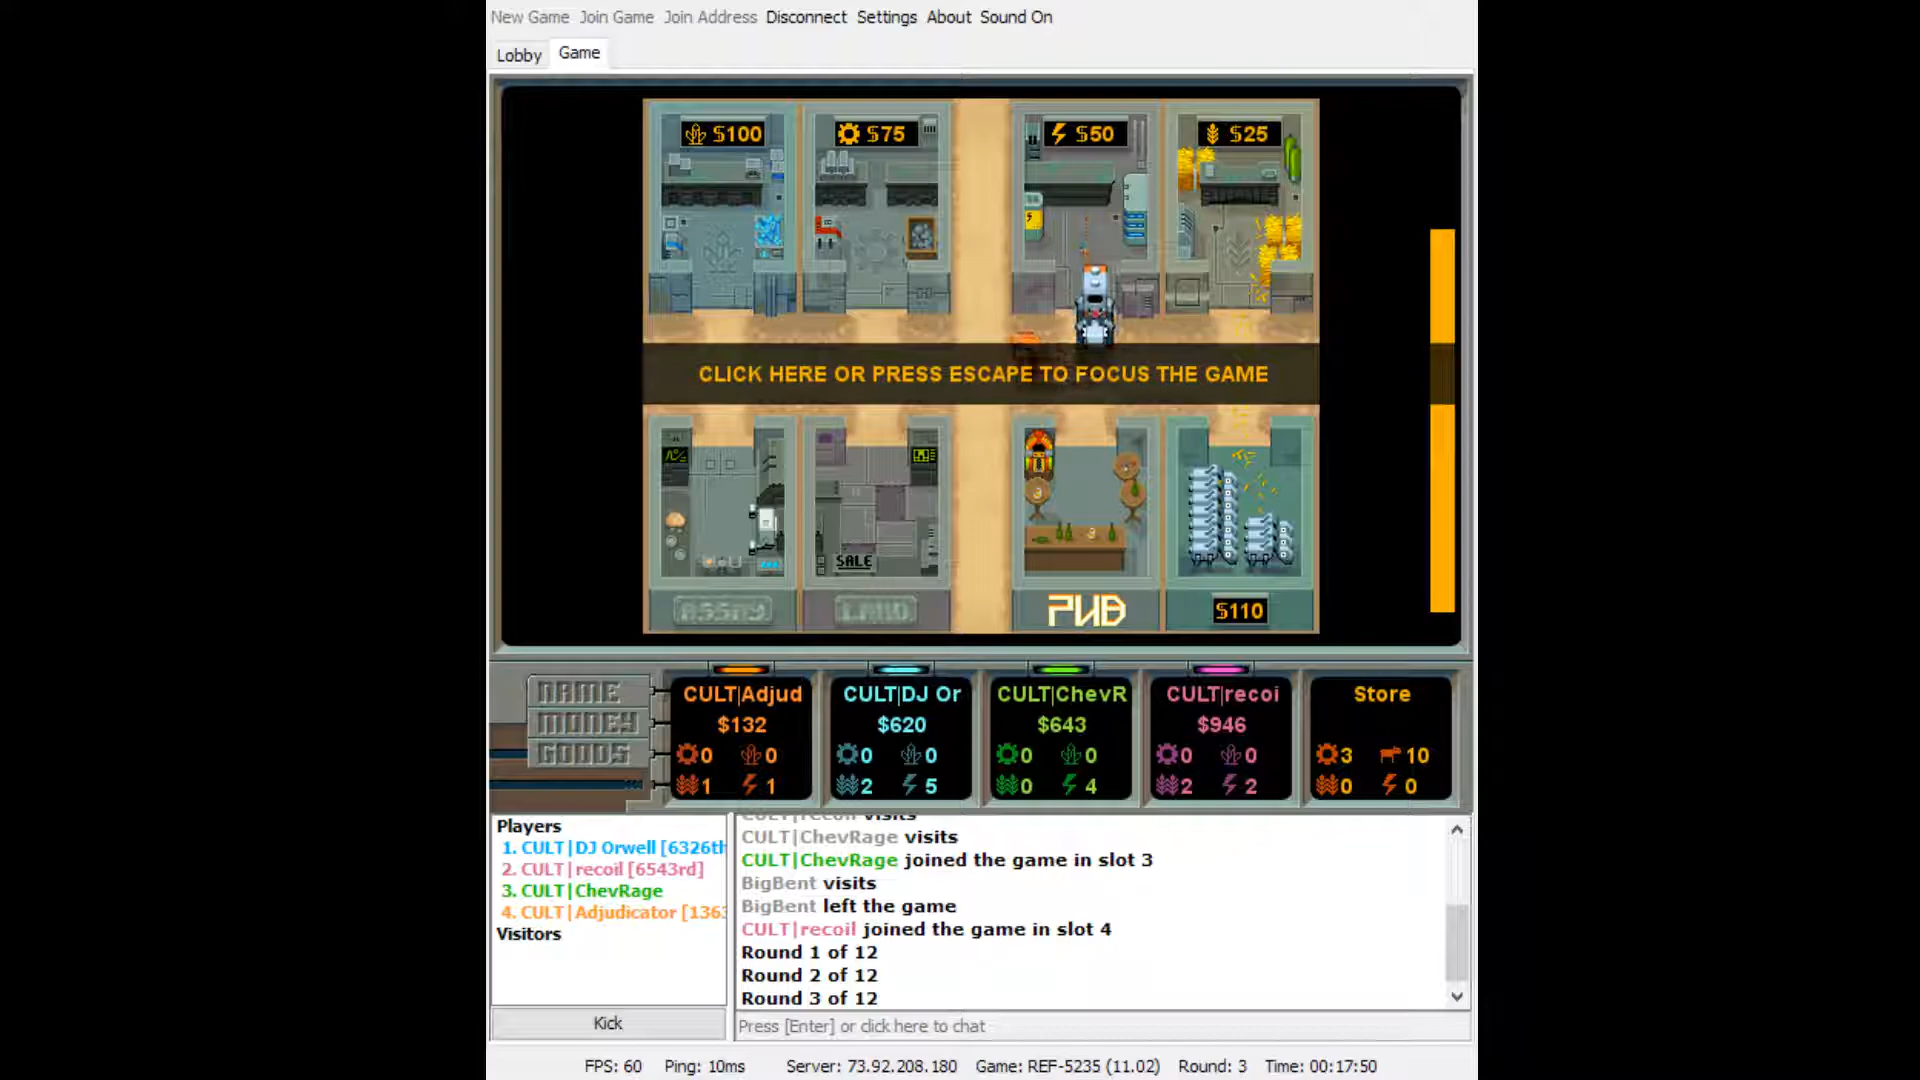 New Game Join Game Join Address Disconnect Settings About Sound On
Lobby Game
$100 $75 $50 $25
CLICK HERE OR PRESS ESCAPE TO FOCUS THE GAME
SALE
ASSAY LAND PUB $110
NAME CULT|Adjud CULT|DJ Or CULT|ChevR CULT|recoi Store
MONEY $132 $620 $643 $946
GOODS 0 0 0 0 0 0 0 0 3 10
1 1 2 5 0 4 2 2 0 0
Players
1. CULT|DJ Orwell [6326th
2. CULT|recoil [6543rd]
3. CULT|ChevRage
4. CULT|Adjudicator [1363
Visitors
Kick
CULT|recoil visits
CULT|ChevRage visits
CULT|ChevRage joined the game in slot 3
BigBent visits
BigBent left the game
CULT|recoil joined the game in slot 4
Round 1 of 12
Round 2 of 12
Round 3 of 12
Press [Enter] or click here to chat
FPS: 60 Ping: 10ms Server: 73.92.208.180 Game: REF-5235 (11.02) Round: 3 Time: 00:17:50